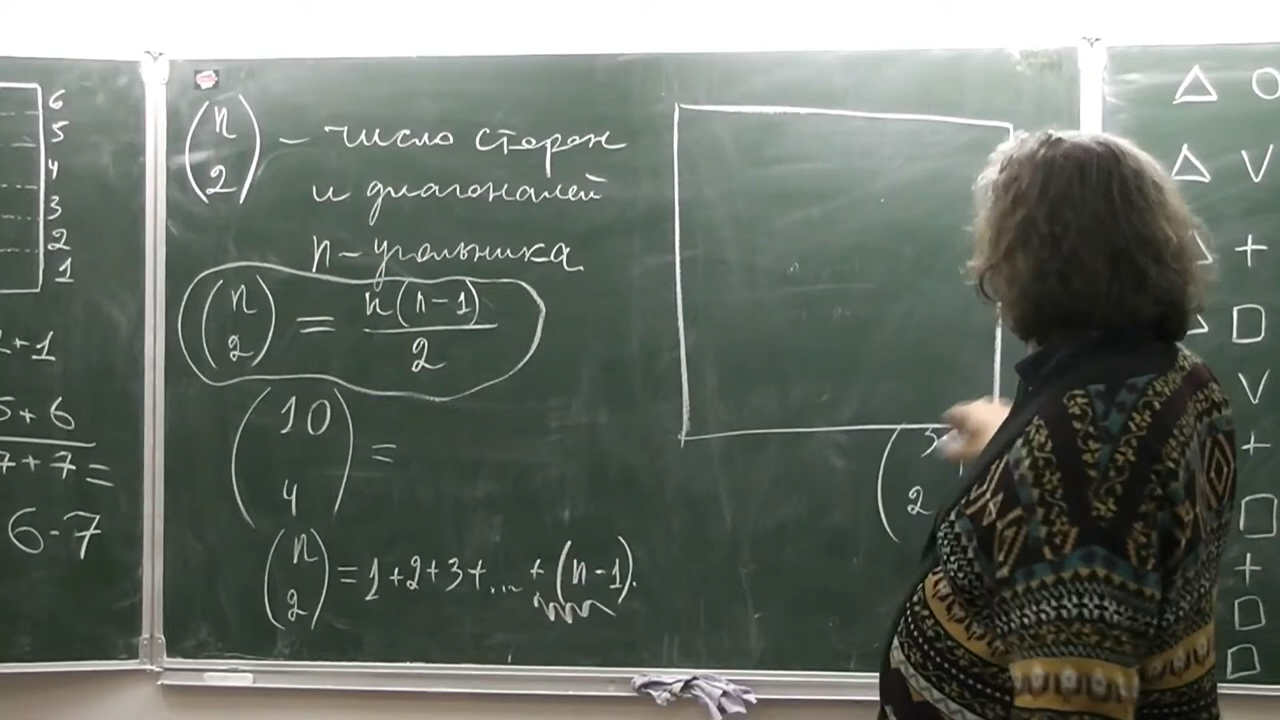 6
5
4
3
2
1
2+1
5+6
7+7=
6-7
(n 2) – число сторон
и диагоналей
n-угольника
(n 2) = n(n-1)/2
(10 4) =
(n 2) = 1+2+3+...+(n-1).
(3 2
△ ○
△ V
+
□
V
+
□
+
□
□